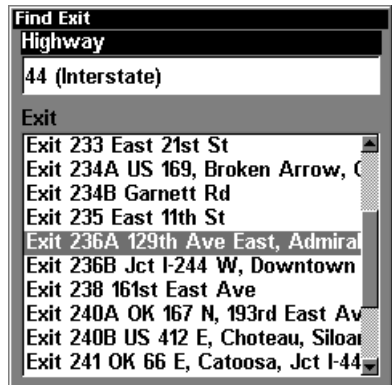 Find Exit
Highway
44 (Interstate)
Exit
Exit 233 East 21st St
Exit 234A US 169, Broken Arrow,
Exit 234B Garnett Rd
Exit 235 East 11th St
Exit 236A 129th Ave East, Admiral
Exit 236B Jct I-244 W, Downtown
Exit 238 161st East Ave
Exit 240A OK 167 N, 193rd East Av
Exit 240B US 412 E, Choteau, Siloa
Exit 241 OK 66 E, Catoosa, Jct I-44